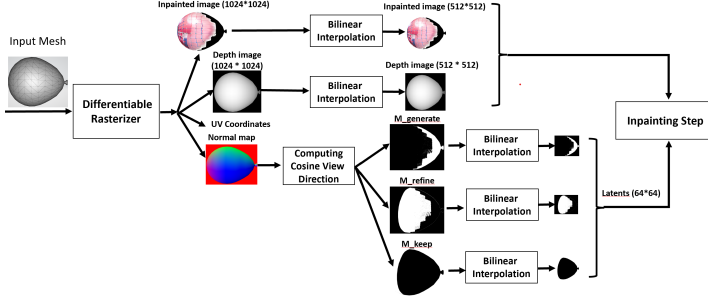 Inpainted image (1024*1024)
Bilinear
Interpolation
Inpainted image (512*512)
Input Mesh
Depth image
(1024 * 1024)
Bilinear
Interpolation
Depth image (512 * 512)
Differentiable
Rasterizer
UV Coordinates
Normal map
Inpainting Step
Computing
Cosine View
Direction
M_generate
Bilinear
Interpolation
M_refine
Bilinear
Interpolation
Latents (64*64)
M_keep
Bilinear
Interpolation